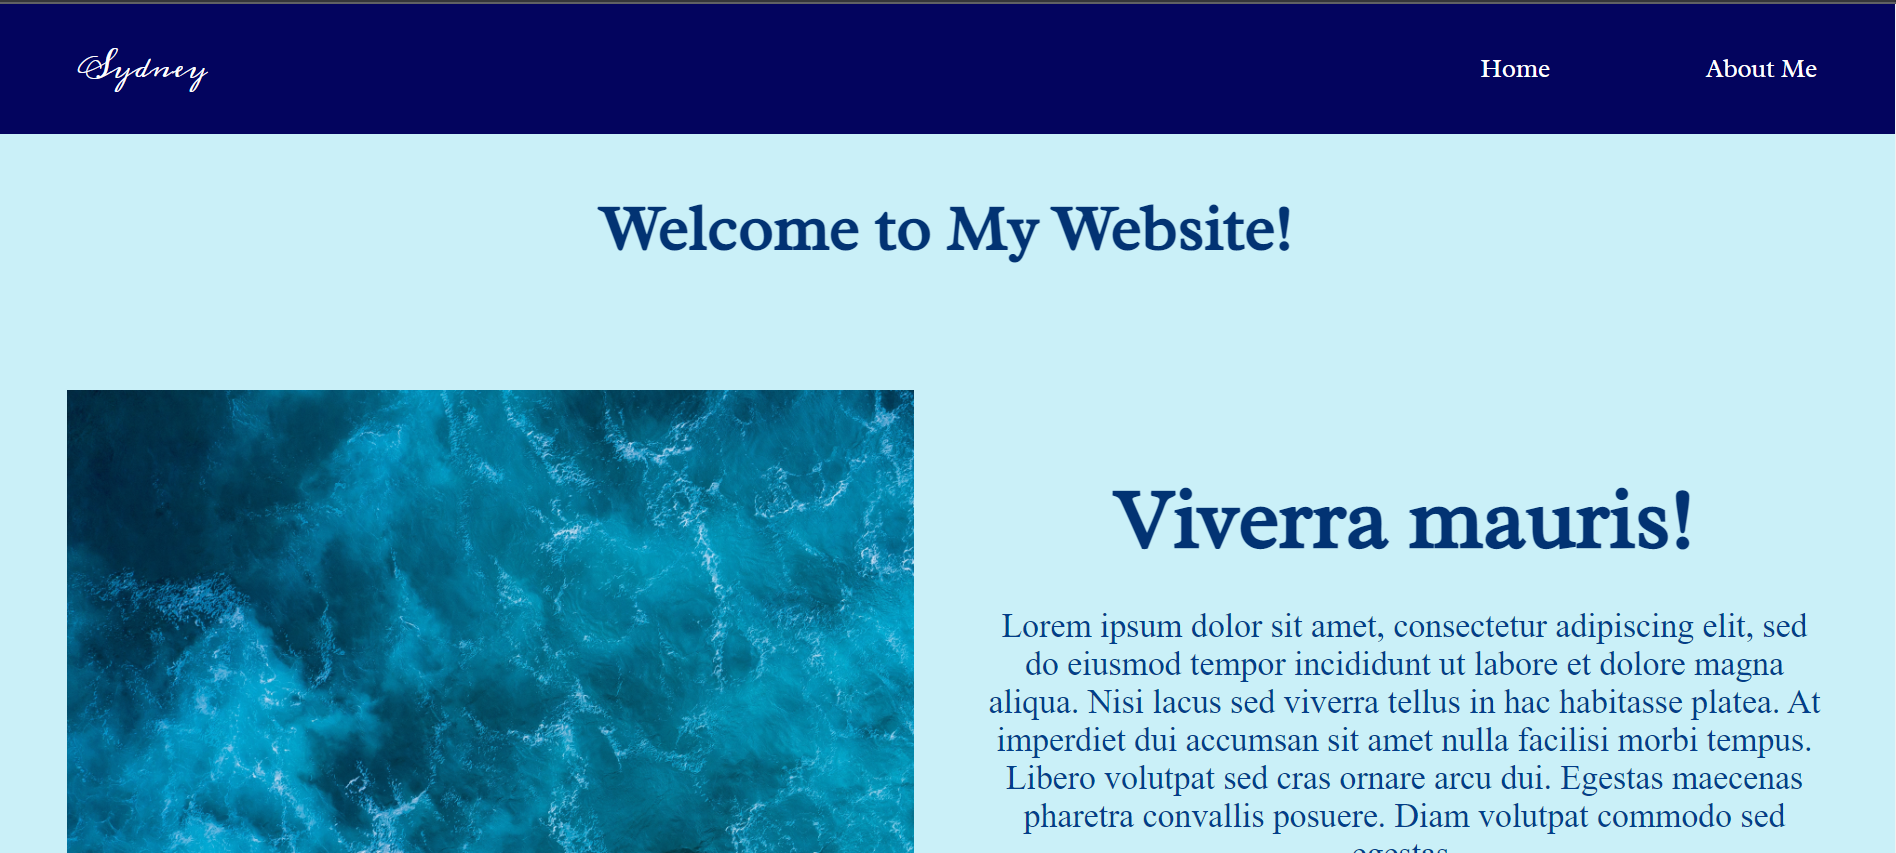 Sydney
Home
About Me
Welcome to My Website!
Viverra mauris!
Lorem ipsum dolor sit amet, consectetur adipiscing elit, sed
do eiusmod tempor incididunt ut labore et dolore magna
aliqua. Nisi lacus sed viverra tellus in hac habitasse platea. At
imperdiet dui accumsan sit amet nulla facilisi morbi tempus.
Libero volutpat sed cras ornare arcu dui. Egestas maecenas
pharetra convallis posuere. Diam volutpat commodo sed
egestas